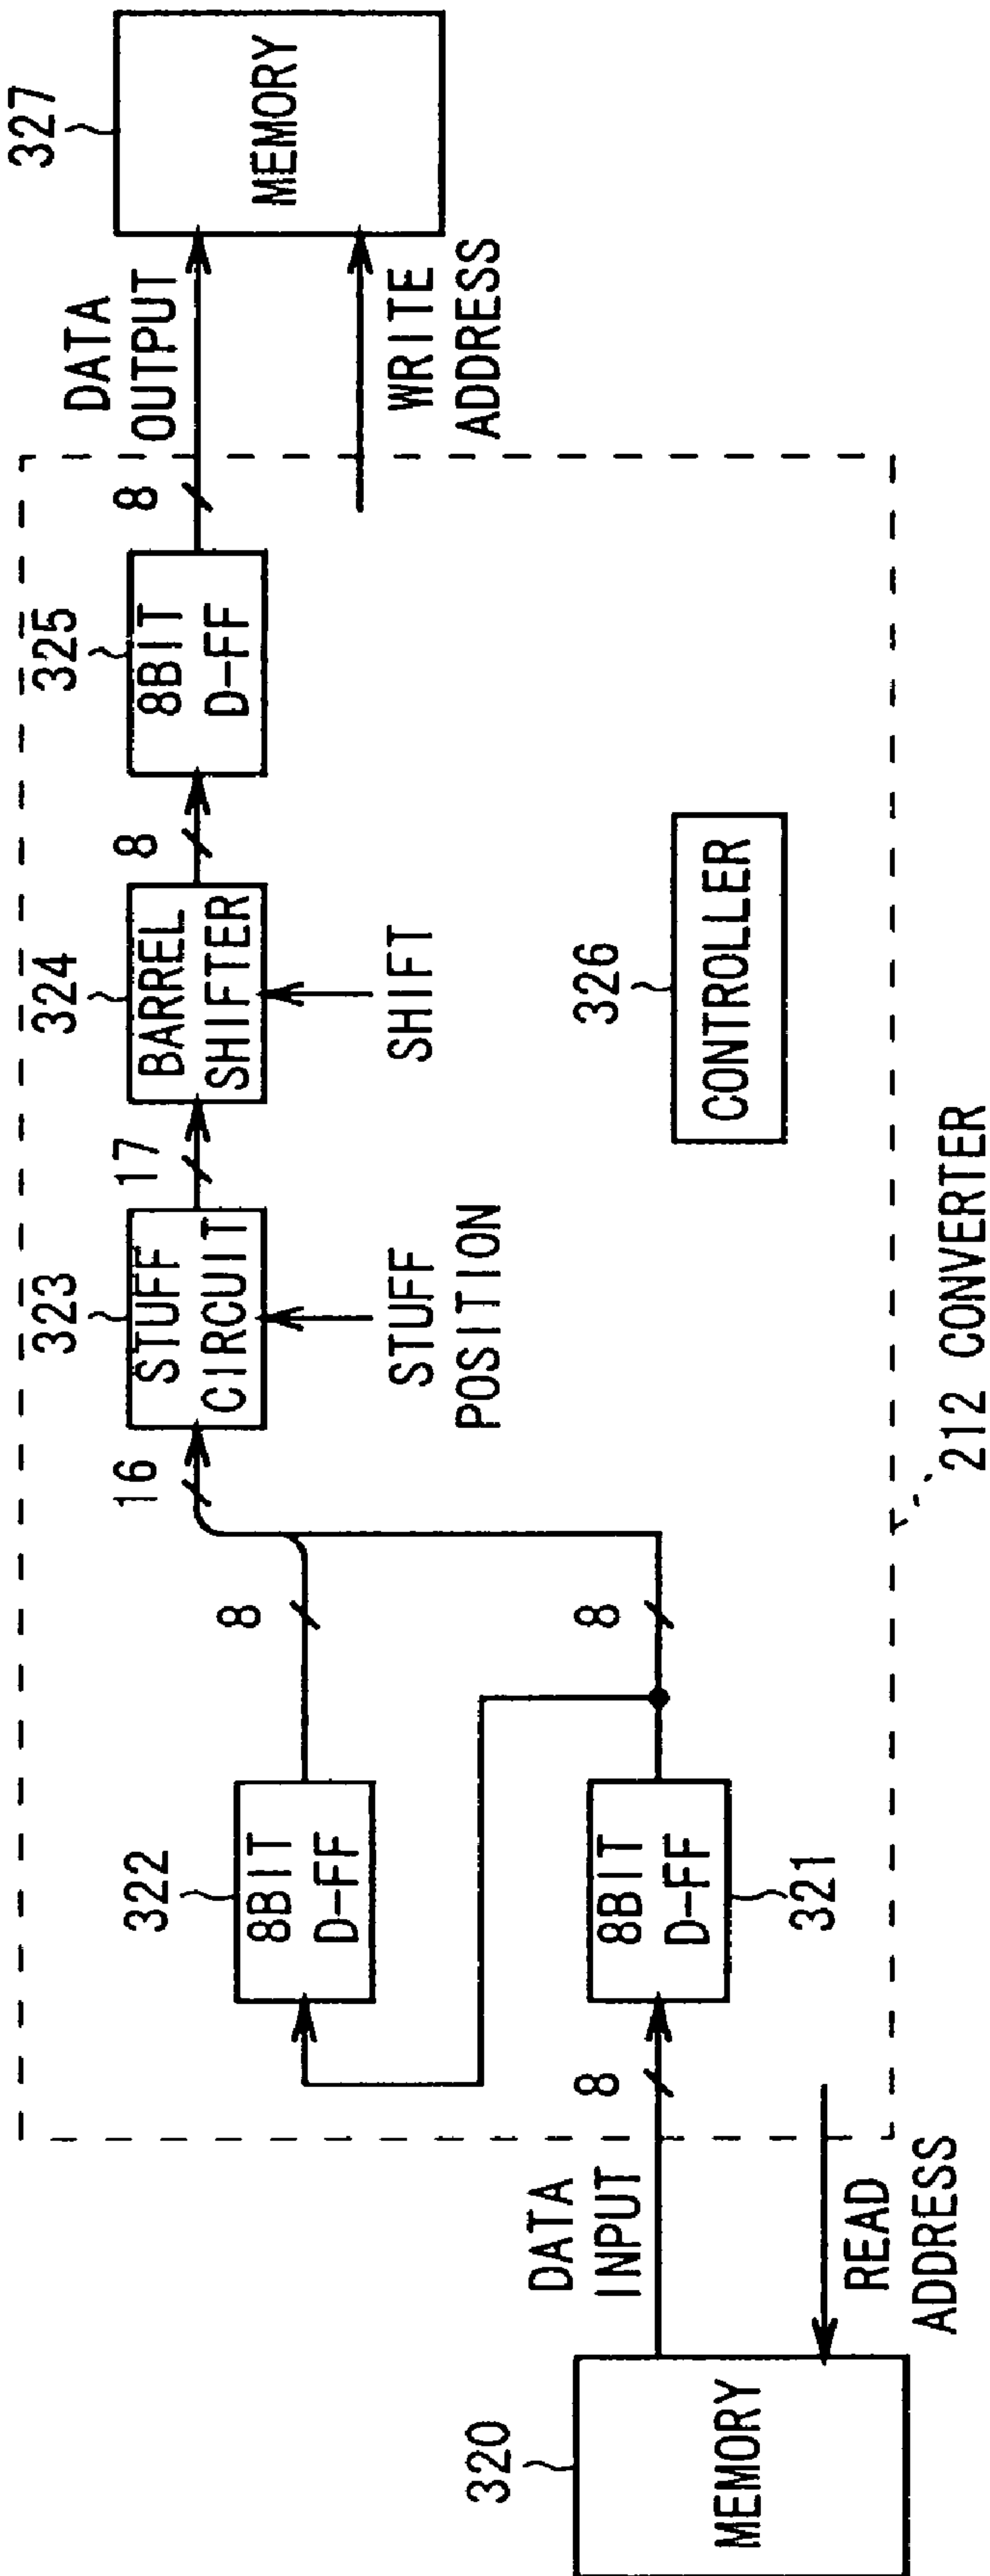 320
MEMORY
DATA
INPUT
READ
ADDRESS
8
322
8BIT
D-FF
8BIT
D-FF
321
8
8
16
323
STUFF
CIRCUIT
STUFF
POSITION
17
324
BARREL
SHIFTER
SHIFT
8
325
8BIT
D-FF
8
326
CONTROLLER
212 CONVERTER
DATA
OUTPUT
WRITE
ADDRESS
327
MEMORY